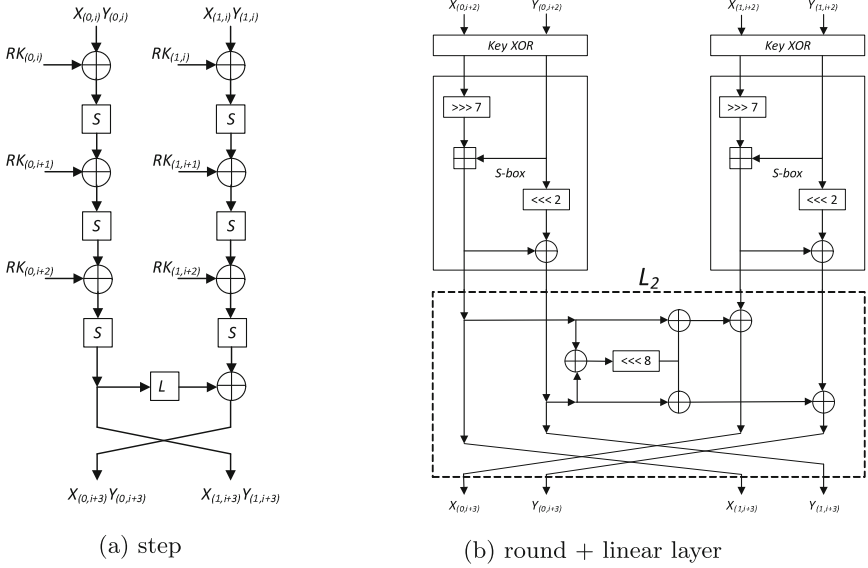 X(0,i)Y(0,i) X(1,i)Y(1,i)
RK(0,i) RK(1,i)
S S
RK(0,i+1) RK(1,i+1)
S S
RK(0,i+2) RK(1,i+2)
S S
L
X(0,i+3)Y(0,i+3) X(1,i+3)Y(1,i+3)
(a) step
X(0,i+2) Y(0,i+2) X(1,i+2) Y(1,i+2)
Key XOR Key XOR
>>> 7 >>> 7
S-box S-box
<<< 2 <<< 2
L2
<<< 8
X(0,i+3) Y(0,i+3) X(1,i+3) Y(1,i+3)
(b) round + linear layer